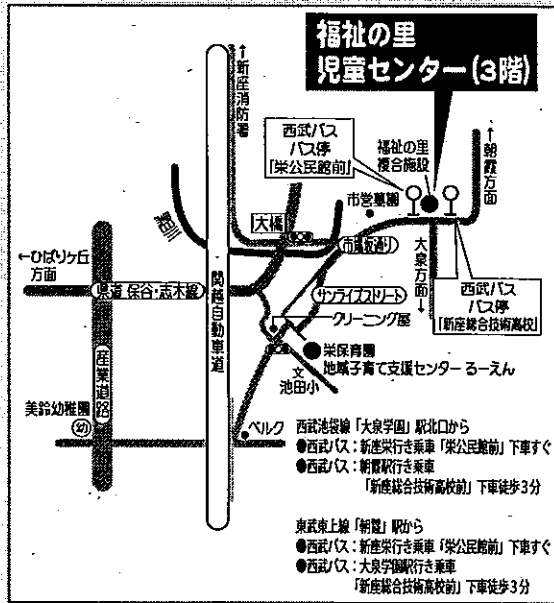 福祉の里
児童センター(3階)
↑新座消防署
西武バス
バス停
「栄公民館前」
福祉の里
複合施設
↑朝霞方面
市営墓園
黒目川
大橋
市場坂通り
大泉方面↓
←ひばりヶ丘
方面
県道 保谷・志木線
関越自動車道
サンライズストリート
西武バス
バス停
「新座総合技術高校」
クリーニング屋
産業道路
栄保育園
地域子育て支援センター るーえん
文
池田小
美鈴幼稚園
幼
ベルク
西武池袋線「大泉学園」駅北口から
●西武バス：新座栄行き乗車「栄公民館前」下車すぐ
●西武バス：朝霞駅行き乗車
「新座総合技術高校前」下車徒歩3分
東武東上線「朝霞」駅から
●西武バス：新座栄行き乗車「栄公民館前」下車すぐ
●西武バス：大泉学園駅行き乗車
「新座総合技術高校前」下車徒歩3分